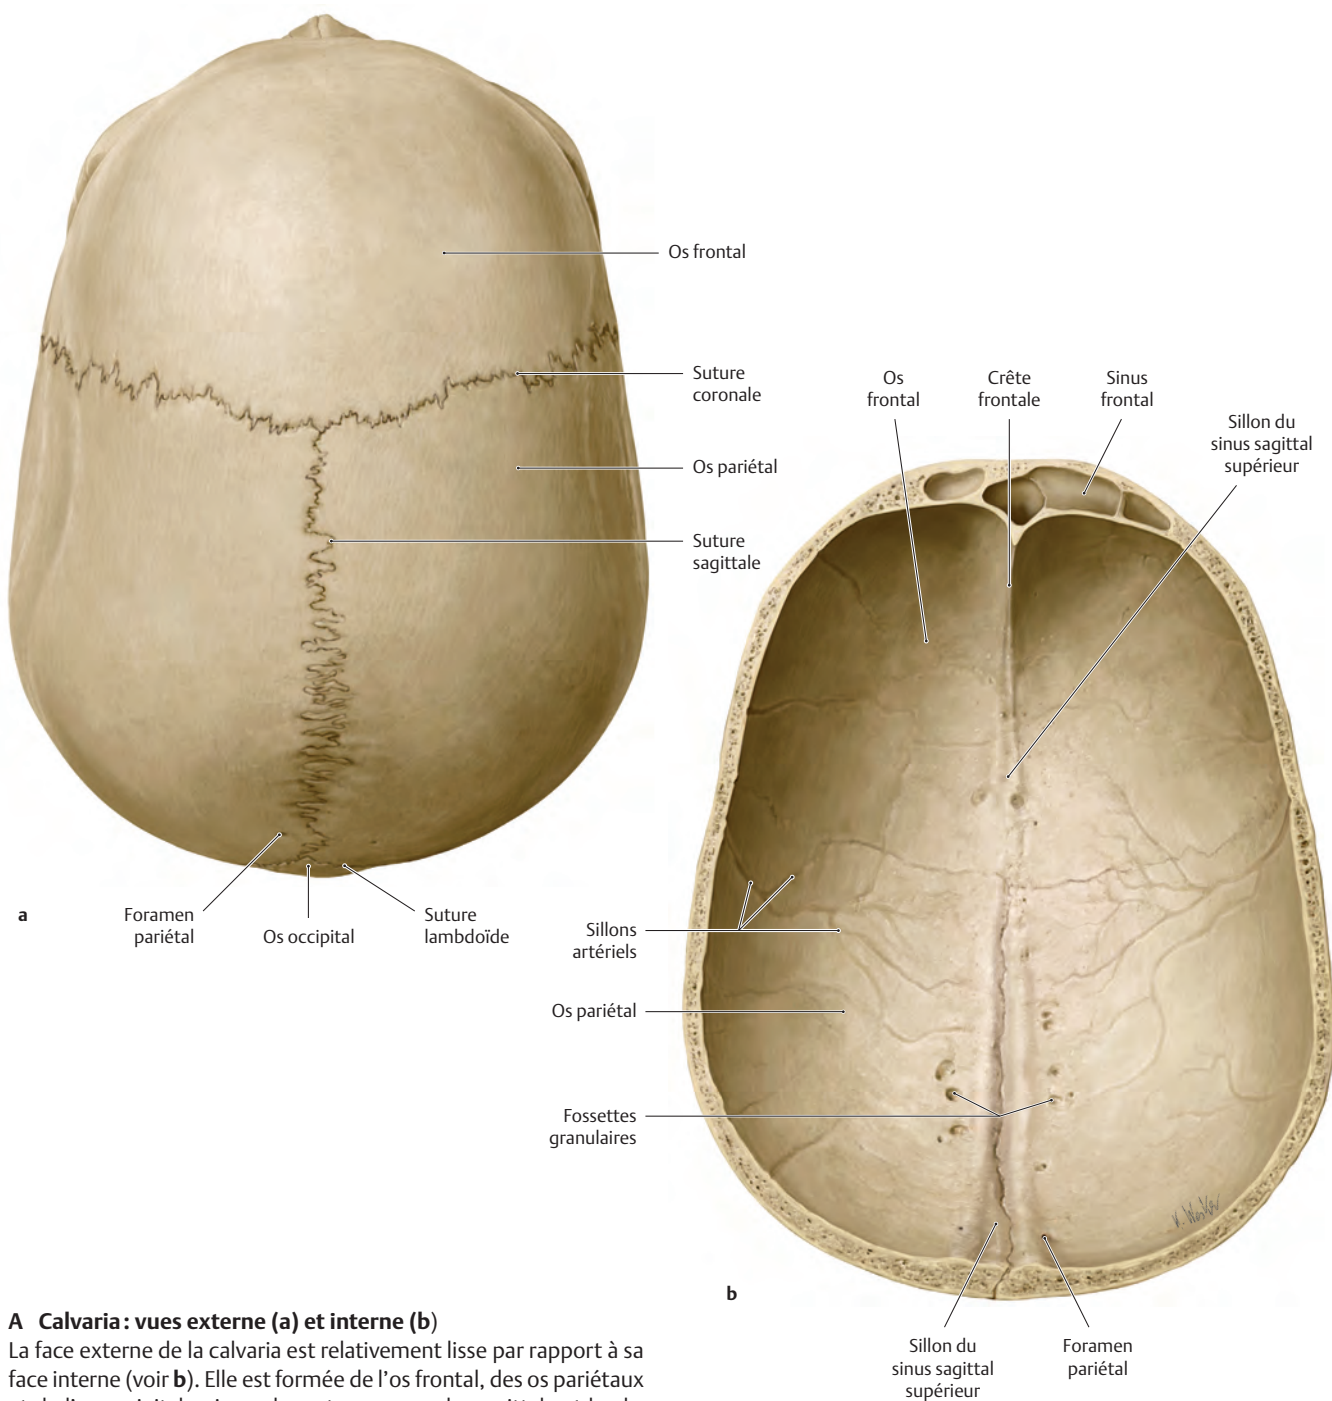 Os frontal
Suture
coronale
Os pariétal
Suture
sagittale
Foramen
pariétal
Os occipital
Suture
lambdoïde
a
Os
frontal
Crête
frontale
Sinus
frontal
Sillon du
sinus sagittal
supérieur
Sillons
artériels
Os pariétal
Fossettes
granulaires
b
Sillon du
sinus sagittal
supérieur
Foramen
pariétal
A Calvaria : vues externe (a) et interne (b)
La face externe de la calvaria est relativement lisse par rapport à sa
face interne (voir b). Elle est formée de l’os frontal, des os pariétaux